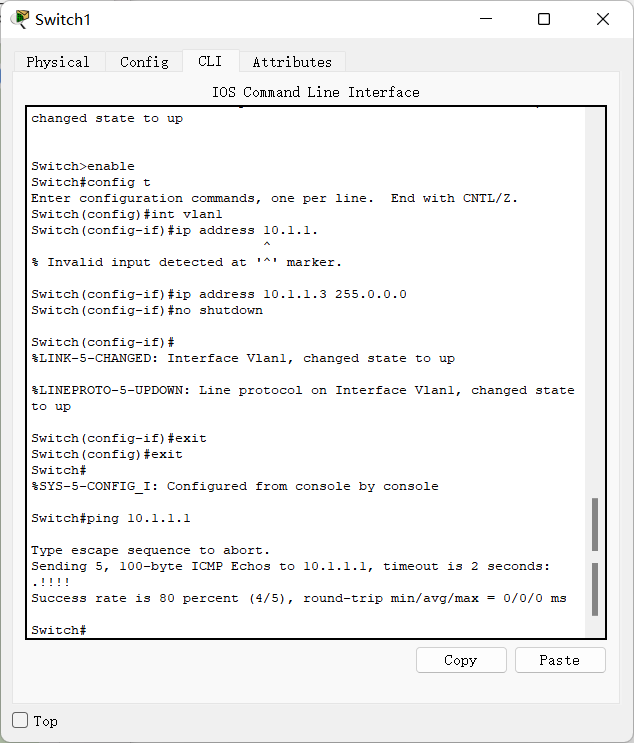 Switch1
Physical Config CLI Attributes
IOS Command Line Interface
changed state to up
Switch>enable
Switch#config t
Enter configuration commands, one per line.  End with CNTL/Z.
Switch(config)#int vlan1
Switch(config-if)#ip address 10.1.1.
^
% Invalid input detected at '^' marker.
Switch(config-if)#ip address 10.1.1.3 255.0.0.0
Switch(config-if)#no shutdown
Switch(config-if)#
%LINK-5-CHANGED: Interface Vlan1, changed state to up
%LINEPROTO-5-UPDOWN: Line protocol on Interface Vlan1, changed state
to up
Switch(config-if)#exit
Switch(config)#exit
Switch#
%SYS-5-CONFIG_I: Configured from console by console
Switch#ping 10.1.1.1
Type escape sequence to abort.
Sending 5, 100-byte ICMP Echos to 10.1.1.1, timeout is 2 seconds:
.!!!!
Success rate is 80 percent (4/5), round-trip min/avg/max = 0/0/0 ms
Switch#
Copy Paste
Top